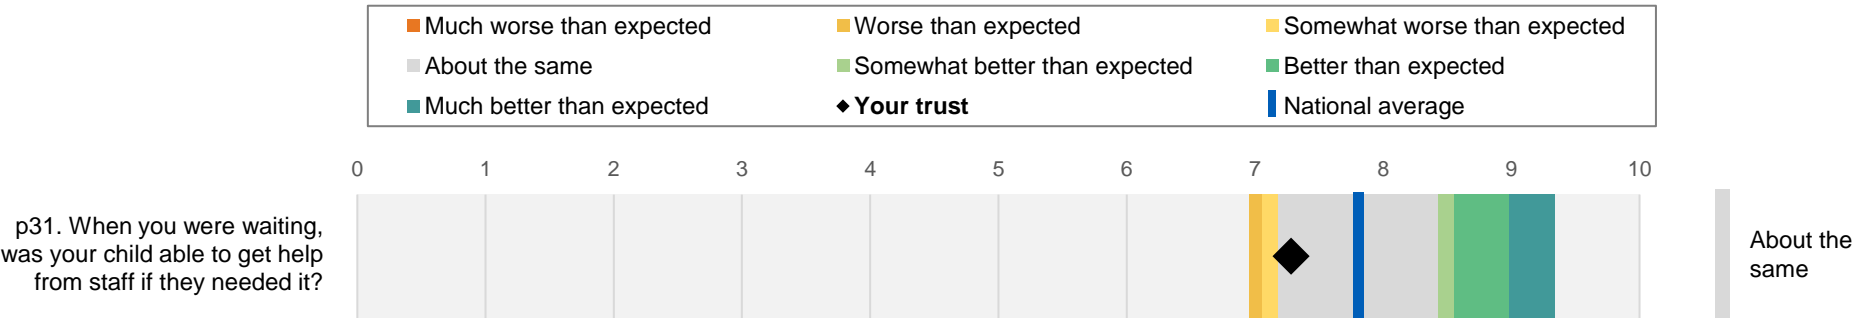 Much worse than expected
Worse than expected
Somewhat worse than expected
About the same
Somewhat better than expected
Better than expected
Much better than expected
Your trust
National average
0 1 2 3 4 5 6 7 8 9 10
p31. When you were waiting,
was your child able to get help
from staff if they needed it?
About the
same